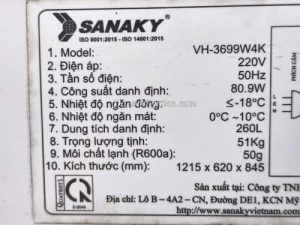 SANAKY
ISO 9001:2015 - ISO 14001:2015
1. Model: VH-3699W4K
2. Điện áp: 220V
3. Tần số điện: 50Hz
4. Công suất danh định: 80.9W
5. Nhiệt độ ngăn đông: ≤-18°C
6. Nhiệt độ ngăn mát: 0°C ~10°C
7. Dung tích danh định: 260L
8. Trọng lượng tịnh: 51Kg
9. Môi chất lạnh (R600a): 50g
10. Kích thước (mm): 1215 x 620 x 845
PHÍCH CẮM
Sản xuất tại: Công ty TNH
Địa chỉ: Lô B – 4A2 – CN, Đường DE1, KCN Mỹ
www.sanakyvietnam.com
Quacert